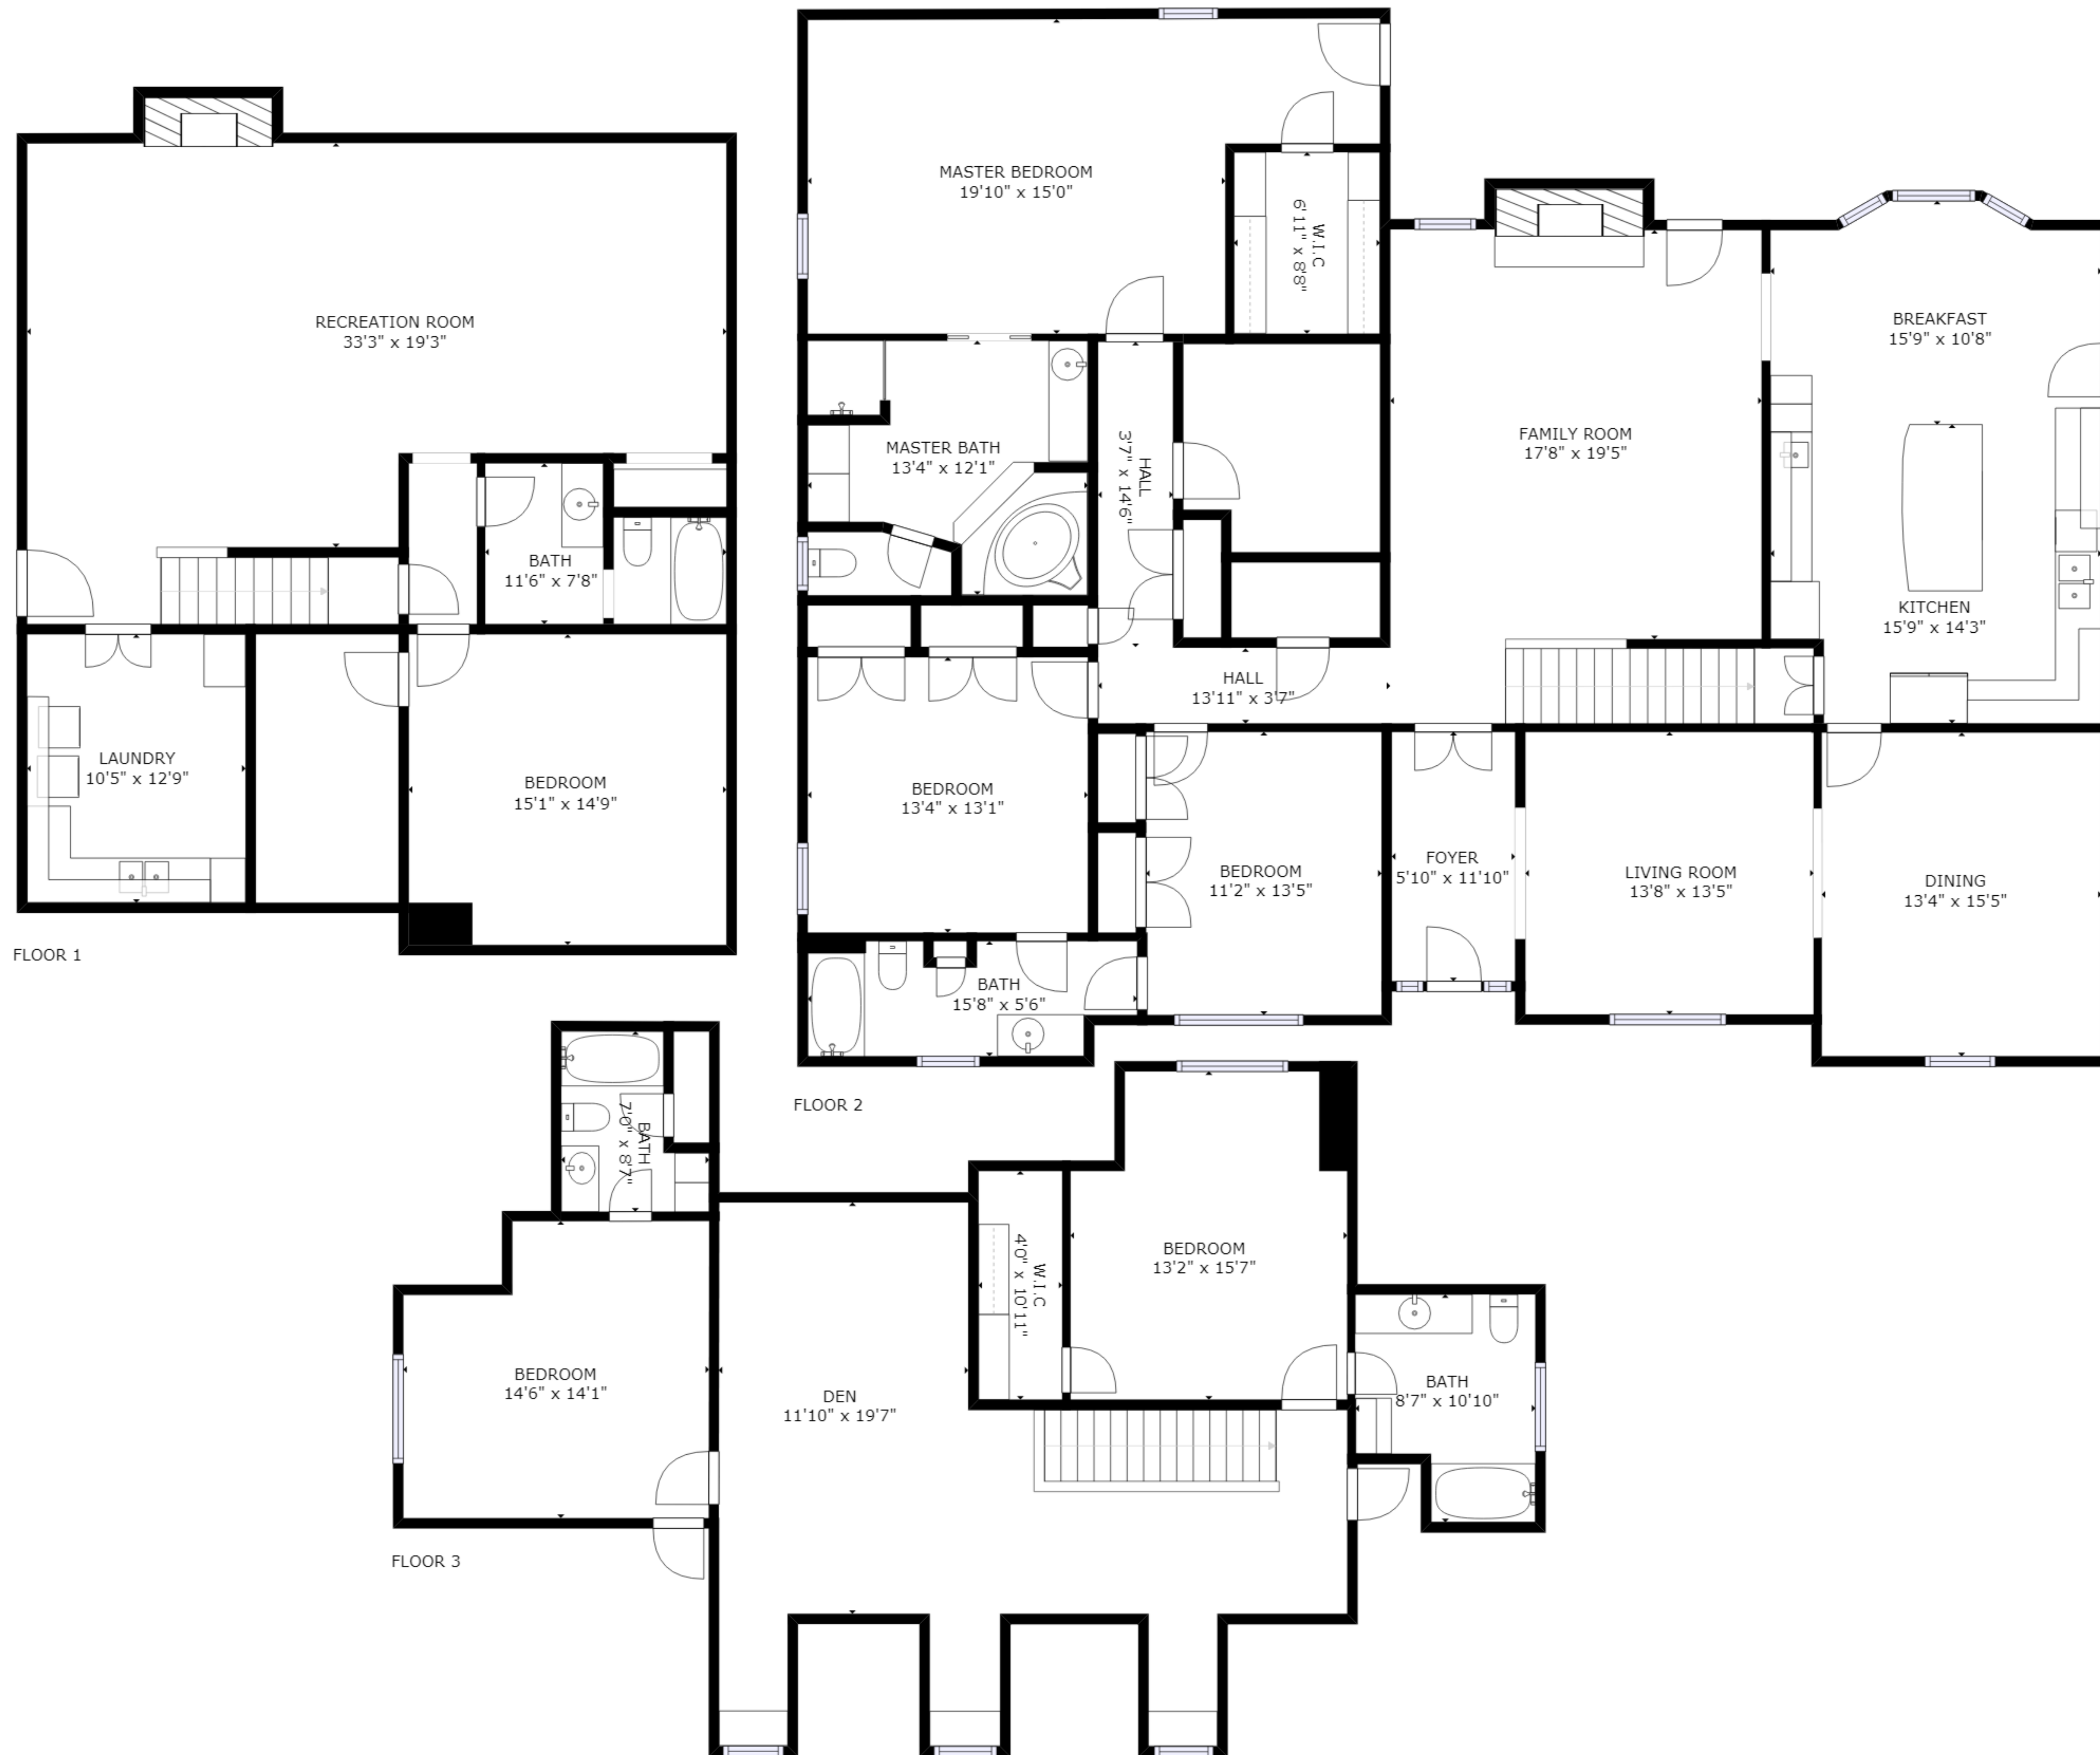 RECREATION ROOM
33'3" x 19'3"
BATH
11'6" x 7'8"
LAUNDRY
10'5" x 12'9"
BEDROOM
15'1" x 14'9"
FLOOR 1
MASTER BEDROOM
19'10" x 15'0"
W.I.C
6'11" x 8'8"
MASTER BATH
13'4" x 12'1"
HALL
3'7" x 14'6"
FAMILY ROOM
17'8" x 19'5"
BREAKFAST
15'9" x 10'8"
KITCHEN
15'9" x 14'3"
HALL
13'11" x 3'7"
BEDROOM
13'4" x 13'1"
BEDROOM
11'2" x 13'5"
FOYER
5'10" x 11'10"
LIVING ROOM
13'8" x 13'5"
DINING
13'4" x 15'5"
BATH
15'8" x 5'6"
FLOOR 2
BATH
7'0" x 8'7"
W.I.C
4'0" x 10'11"
BEDROOM
13'2" x 15'7"
BEDROOM
14'6" x 14'1"
DEN
11'10" x 19'7"
BATH
8'7" x 10'10"
FLOOR 3